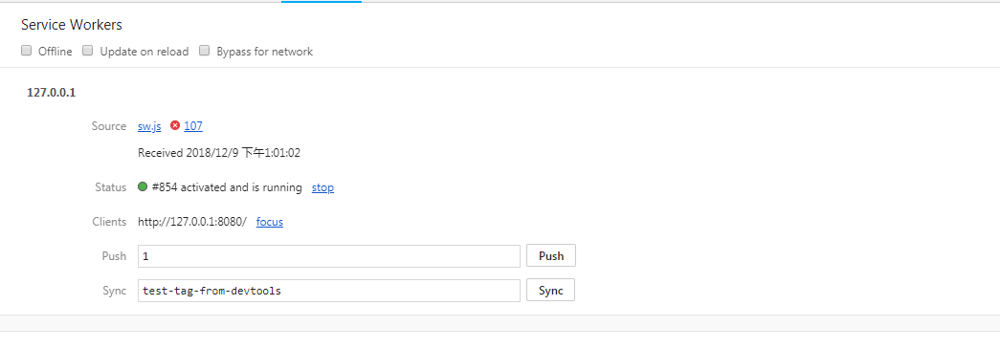 Service Workers
Offline Update on reload Bypass for network
127.0.0.1
Source sw.js 107
Received 2018/12/9 下午1:01:02
Status #854 activated and is running stop
Clients http://127.0.0.1:8080/ focus
Push 1 Push
Sync test-tag-from-devtools Sync